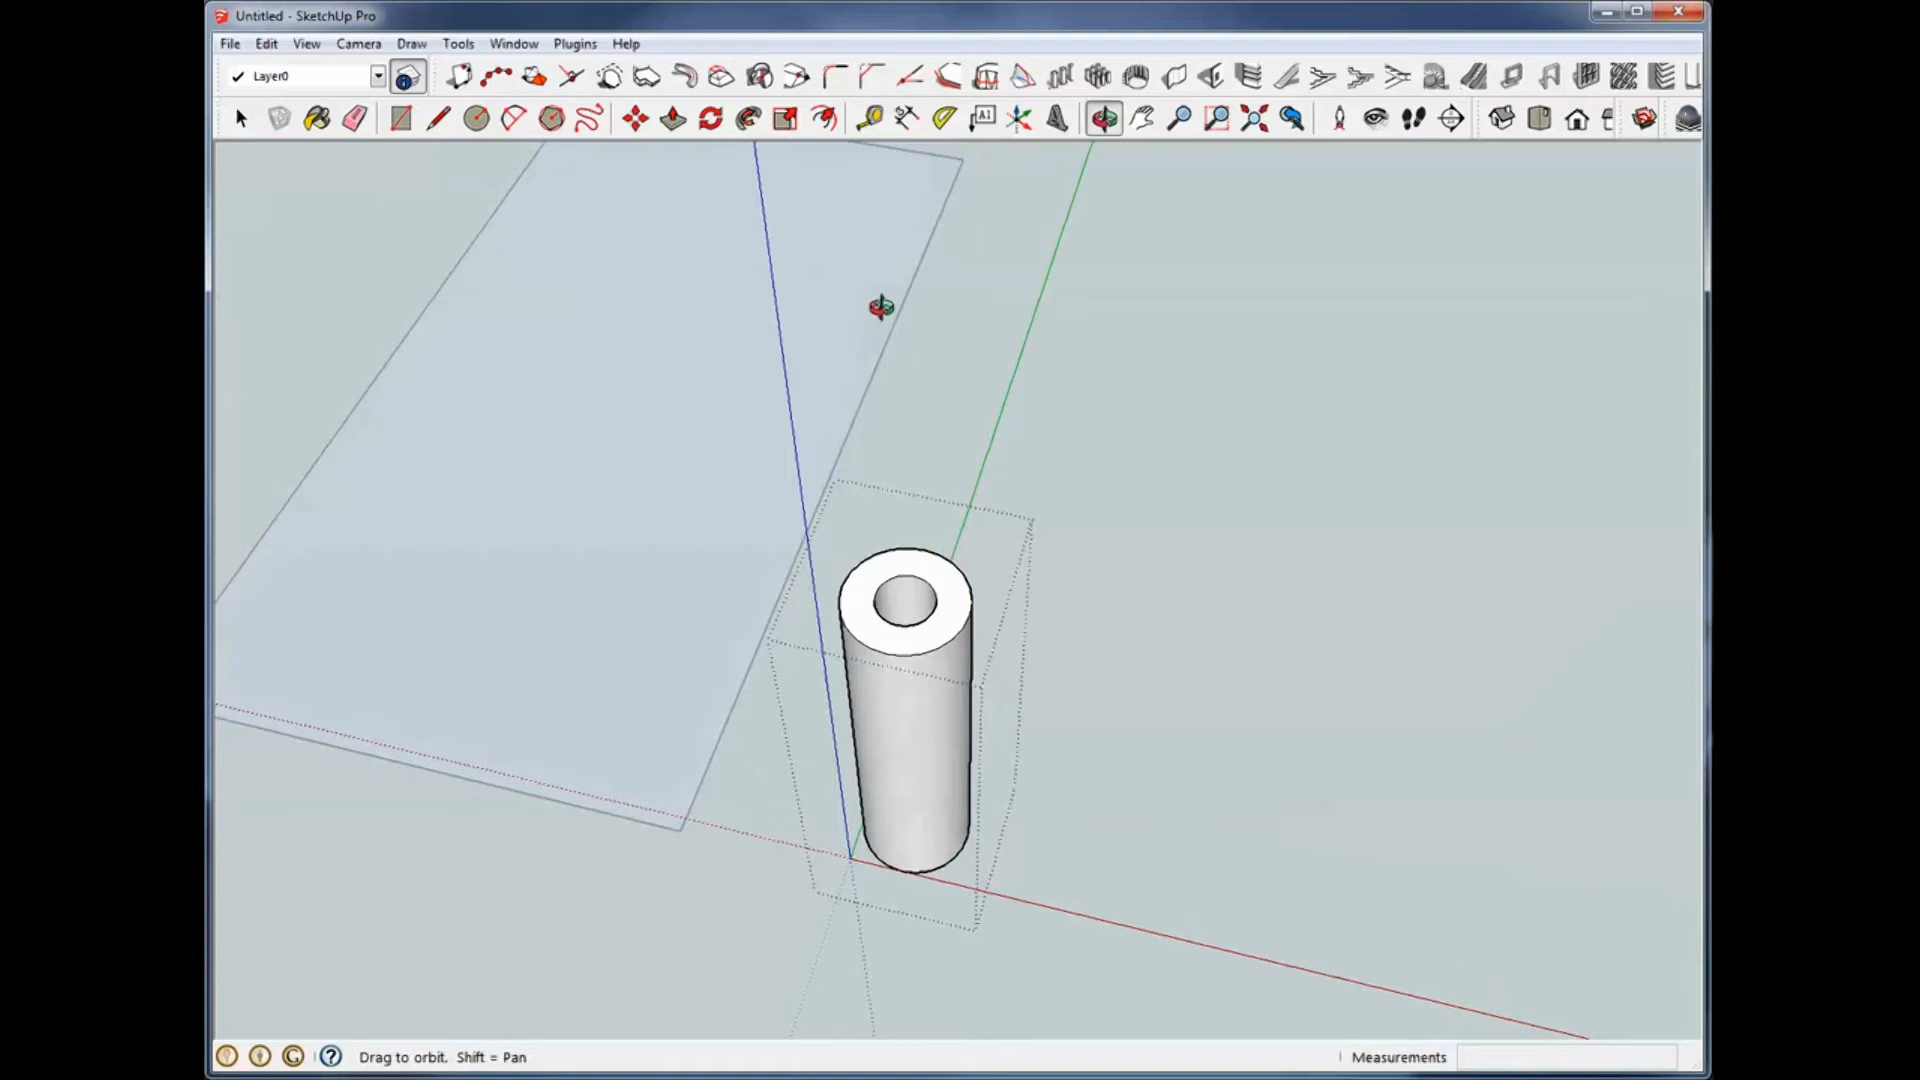 Untitled - SketchUp Pro
File Edit View Camera Draw Tools Window Plugins Help
Layer0
A1
Drag to orbit. Shift = Pan
Measurements